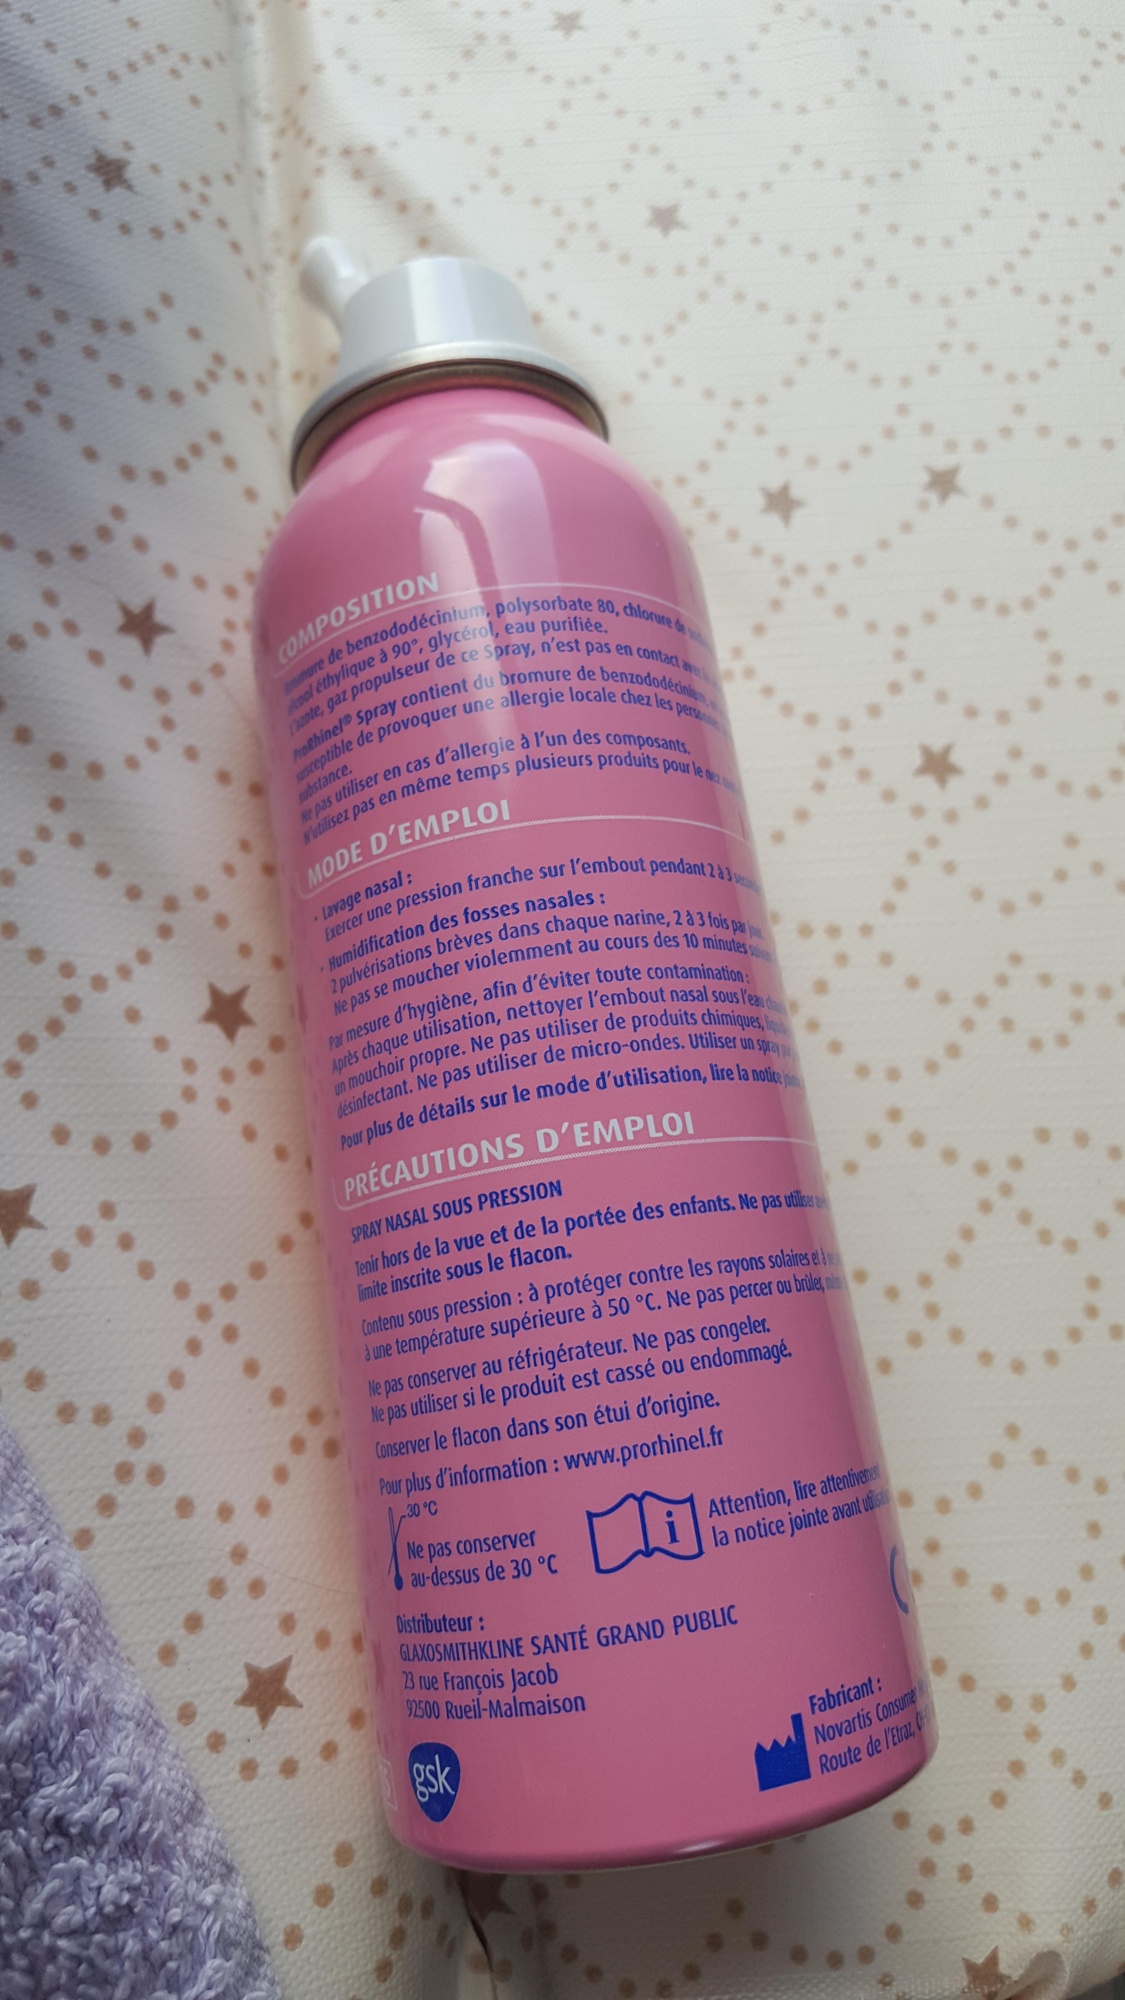 COMPOSITION
Bromure de benzododécinium, polysorbate 80, chlorure de
alcool éthylique à 90°, glycérol, eau purifiée.
L'azote, gaz propulseur de ce Spray, n'est pas en contact avec
ProRhinel® Spray contient du bromure de benzododécinium,
susceptible de provoquer une allergie locale chez les
substance.
Ne pas utiliser en cas d'allergie à l'un des composants.
N'utilisez pas en même temps plusieurs produits pour le nez
MODE D'EMPLOI
• Lavage nasal :
Exercer une pression franche sur l'embout pendant 2 à 3
• Humidification des fosses nasales :
2 pulvérisations brèves dans chaque narine, 2 à 3 fois par jour.
Ne pas se moucher violemment au cours des 10 minutes
Par mesure d'hygiène, afin d'éviter toute contamination :
Après chaque utilisation, nettoyer l'embout nasal sous l'eau
un mouchoir propre. Ne pas utiliser de produits chimiques,
désinfectant. Ne pas utiliser de micro-ondes. Utiliser un spray
Pour plus de détails sur le mode d'utilisation, lire la notice
PRÉCAUTIONS D'EMPLOI
SPRAY NASAL SOUS PRESSION
Tenir hors de la vue et de la portée des enfants. Ne pas utiliser
limite inscrite sous le flacon.
Contenu sous pression : à protéger contre les rayons solaires et à
à une température supérieure à 50 °C. Ne pas percer ou brûler,
Ne pas conserver au réfrigérateur. Ne pas congeler.
Ne pas utiliser si le produit est cassé ou endommagé.
Conserver le flacon dans son étui d'origine.
Pour plus d'information : www.prorhinel.fr
30 °C
Ne pas conserver
au-dessus de 30 °C
i
Attention, lire attentivement
la notice jointe avant
Distributeur :
GLAXOSMITHKLINE SANTÉ GRAND PUBLIC
23 rue François Jacob
92500 Rueil-Malmaison
gsk
Fabricant :
Novartis Consumer
Route de l'Etraz,